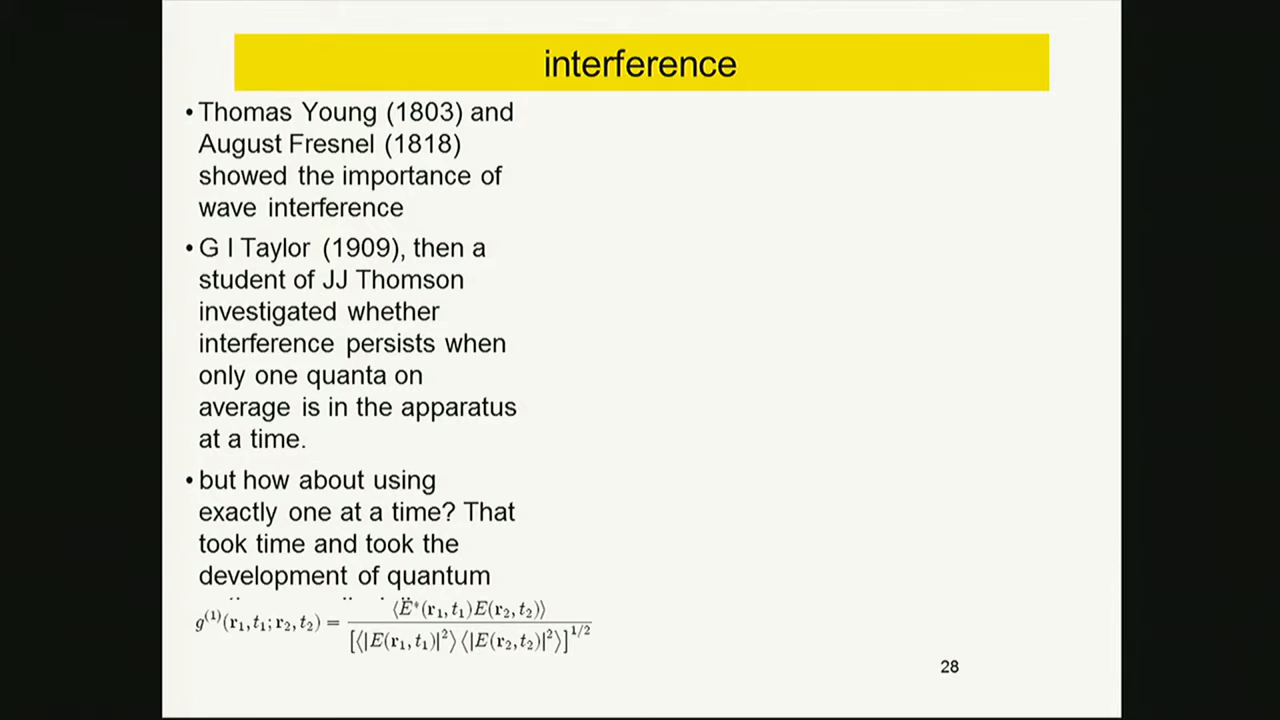 interference
• Thomas Young (1803) and
August Fresnel (1818)
showed the importance of
wave interference
• G I Taylor (1909), then a
student of JJ Thomson
investigated whether
interference persists when
only one quanta on
average is in the apparatus
at a time.
• but how about using
exactly one at a time? That
took time and took the
development of quantum
g^{(1)}(r₁,t₁;r₂,t₂) = ⟨E*(r₁,t₁)E(r₂,t₂)⟩ / [⟨|E(r₁,t₁)|²⟩⟨|E(r₂,t₂)|²⟩]^{1/2}
28